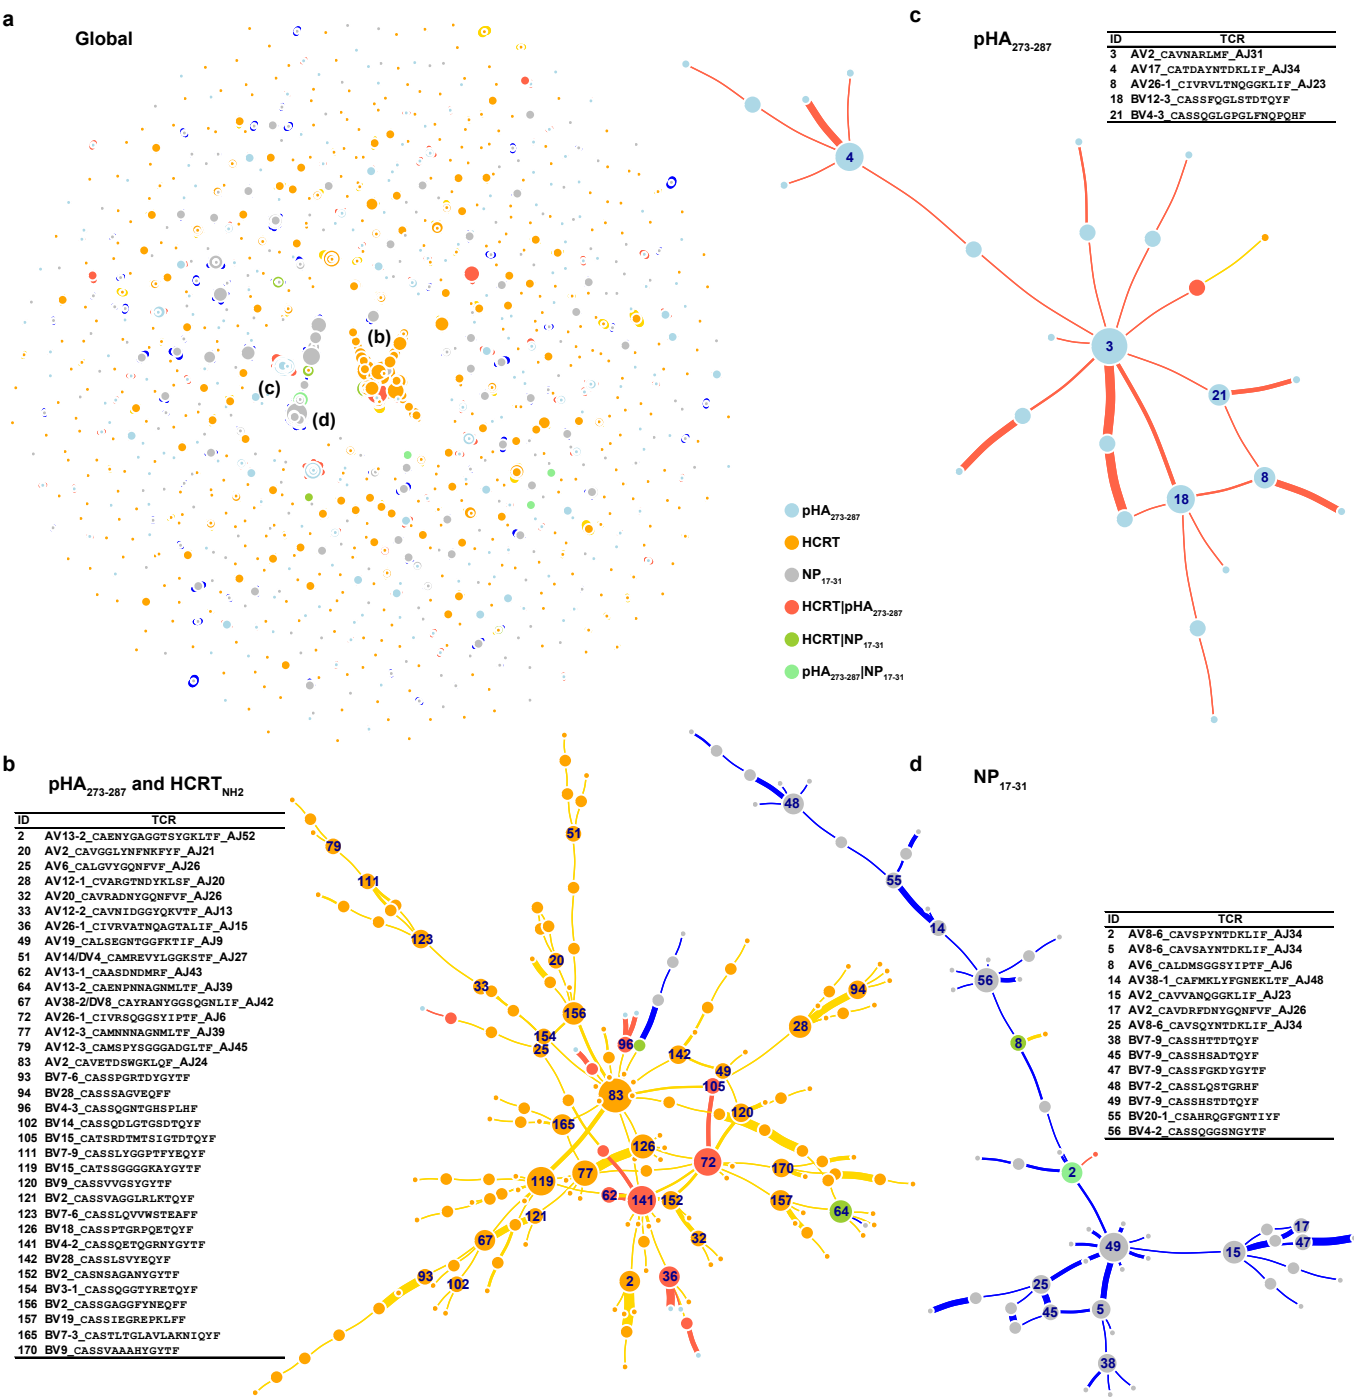 a
Global
(b)
(c)
(d)
pHA273-287
HCRT
NP17-31
HCRT|pHA273-287
HCRT|NP17-31
pHA273-287|NP17-31
c
pHA273-287
ID TCR
3 AV2_CAVNARLMF_AJ31
4 AV17_CATDAYNTDKLIF_AJ34
8 AV26-1_CIVRVLTNQGGKLIF_AJ23
18 BV12-3_CASSFQGLSTDTQYF
21 BV4-3_CASSQGLGPGLFNQPQHF
4
3
21
8
18
b
pHA273-287 and HCRTNH2
ID TCR
2 AV13-2_CAENYGAGGTSYGKLTF_AJ52
20 AV2_CAVGGLYNFNKFYF_AJ21
25 AV6_CALGVYGQNFVF_AJ26
28 AV12-1_CVARGTNDYKLSF_AJ20
32 AV20_CAVRADNYGQNFVF_AJ26
33 AV12-2_CAVNIDGGYQKVTF_AJ13
36 AV26-1_CIVRVATNQAGTALIF_AJ15
49 AV19_CALSEGNTGGFKTIF_AJ9
51 AV14/DV4_CAMREVYLGGKSTF_AJ27
62 AV13-1_CAASDNDMRF_AJ43
64 AV13-2_CAENPNNAGNMLTF_AJ39
67 AV38-2/DV8_CAYRANYGGSQGNLIF_AJ42
72 AV26-1_CIVRSQGGSYIPTF_AJ6
77 AV12-3_CAMNNNAGNMLTF_AJ39
79 AV12-3_CAMSPYSGGGADGLTF_AJ45
83 AV2_CAVETDSWGKLQF_AJ24
93 BV7-6_CASSPGRTDYGYTF
94 BV28_CASSSAGVEQFF
96 BV4-3_CASSQGNTGHSPLHF
102 BV14_CASSQDLGTGSDTQYF
105 BV15_CATSRDTMTSIGTDTQYF
111 BV7-9_CASSLYGGPTFYEQYF
119 BV15_CATSSGGGGKAYGYTF
120 BV9_CASSVVGSYGYTF
121 BV2_CASSVAGGLRLKTQYF
123 BV7-6_CASSLQVVWSTEAFF
126 BV18_CASSPTGRPQETQYF
141 BV4-2_CASSQETQGRNYGYTF
142 BV28_CASSLSVYEQYF
152 BV2_CASNSAGANYGYTF
154 BV3-1_CASSQGGTYRETQYF
156 BV2_CASSGAGGFYNEQFF
157 BV19_CASSIEGREPKLFF
165 BV7-3_CASTLTGLAVLAKNIQYF
170 BV9_CASSVAAAHYGYTF
51
79
111
123
20
94
33
156
28
154
25
96
142
49
105
83
120
165
126
72
77
170
119
62
141
152
157
64
121
67
32
93
102
2
36
d
NP17-31
ID TCR
2 AV8-6_CAVSPYNTDKLIF_AJ34
5 AV8-6_CAVSAYNTDKLIF_AJ34
8 AV6_CALDMSGGSYIPTF_AJ6
14 AV38-1_CAFMKLYFGNEKLTF_AJ48
15 AV2_CAVVANQGGKLIF_AJ23
17 AV2_CAVDRFDNYGQNFVF_AJ26
25 AV8-6_CAVSQYNTDKLIF_AJ34
38 BV7-9_CASSHTTDTQYF
45 BV7-9_CASSHSADTQYF
47 BV7-9_CASSFGKDYGYTF
48 BV7-2_CASSLQSTGRHF
49 BV7-9_CASSHSTDTQYF
55 BV20-1_CSAHRQGFGNTIYF
56 BV4-2_CASSQGGSNGYTF
48
55
14
56
8
2
49
15
17
47
25
45
5
38